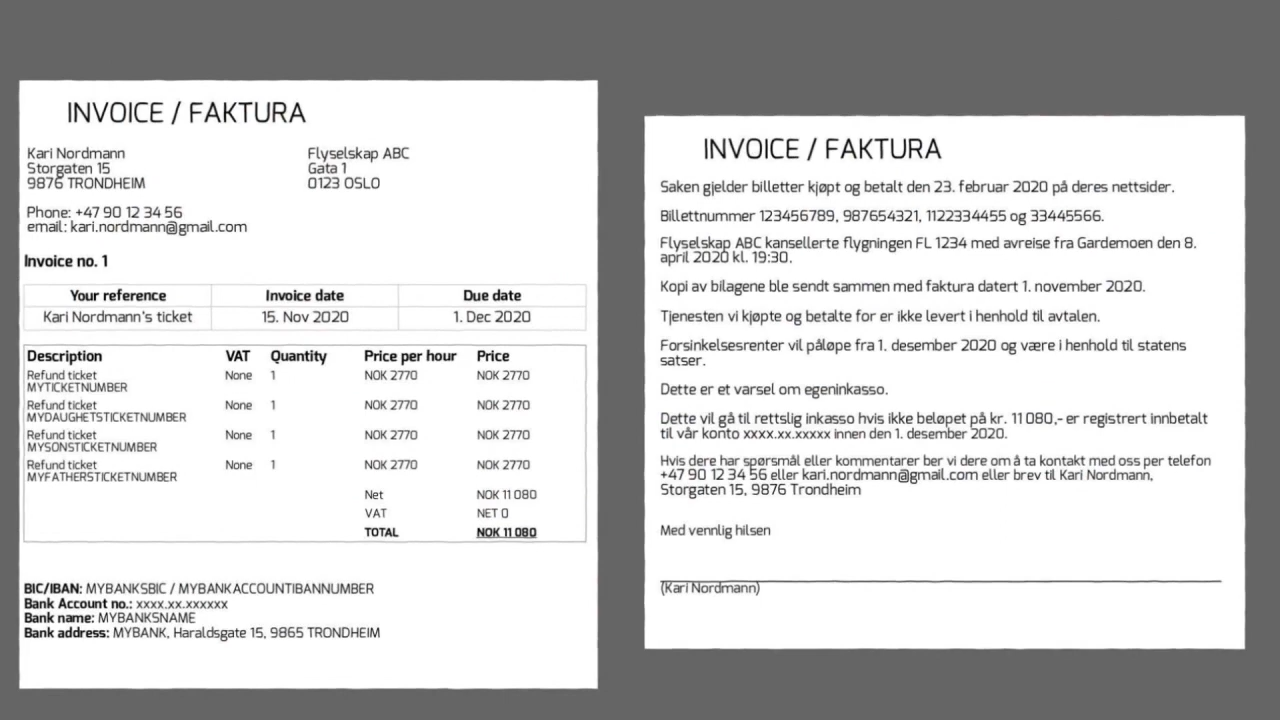 INVOICE / FAKTURA
Kari Nordmann
Storgaten 15
9876 TRONDHEIM
Flyselskap ABC
Gata 1
0123 OSLO
Phone: +47 90 12 34 56
email: kari.nordmann@gmail.com
Invoice no. 1
Your reference Invoice date Due date
Kari Nordmann's ticket 15. Nov 2020 1. Dec 2020
Description VAT Quantity Price per hour Price
Refund ticket None 1 NOK 2770 NOK 2770
MYTICKETNUMBER
Refund ticket None 1 NOK 2770 NOK 2770
MYDAUGHETSTICKETNUMBER
Refund ticket None 1 NOK 2770 NOK 2770
MYSONSTICKETNUMBER
Refund ticket None 1 NOK 2770 NOK 2770
MYFATHERSTICKETNUMBER
Net NOK 11 080
VAT NET 0
TOTAL NOK 11 080
BIC/IBAN: MYBANKSBIC / MYBANKACCOUNTIBANNUMBER
Bank Account no.: xxxx.xx.xxxxxx
Bank name: MYBANKSNAME
Bank address: MYBANK, Haraldsgate 15, 9865 TRONDHEIM
INVOICE / FAKTURA
Saken gjelder billetter kjøpt og betalt den 23. februar 2020 på deres nettsider.
Billettnummer 123456789, 987654321, 1122334455 og 33445566.
Flyselskap ABC kansellerte flygningen FL 1234 med avreise fra Gardemoen den 8.
april 2020 kl. 19:30.
Kopi av bilagene ble sendt sammen med faktura datert 1. november 2020.
Tjenesten vi kjøpte og betalte for er ikke levert i henhold til avtalen.
Forsinkelsesrenter vil påløpe fra 1. desember 2020 og være i henhold til statens
satser.
Dette er et varsel om egeninkasso.
Dette vil gå til rettslig inkasso hvis ikke beløpet på kr. 11 080,- er registrert innbetalt
til vår konto xxxx.xx.xxxxx innen den 1. desember 2020.
Hvis dere har spørsmål eller kommentarer ber vi dere om å ta kontakt med oss per telefon
+47 90 12 34 56 eller kari.nordmann@gmail.com eller brev til Kari Nordmann,
Storgaten 15, 9876 Trondheim
Med vennlig hilsen
(Kari Nordmann)